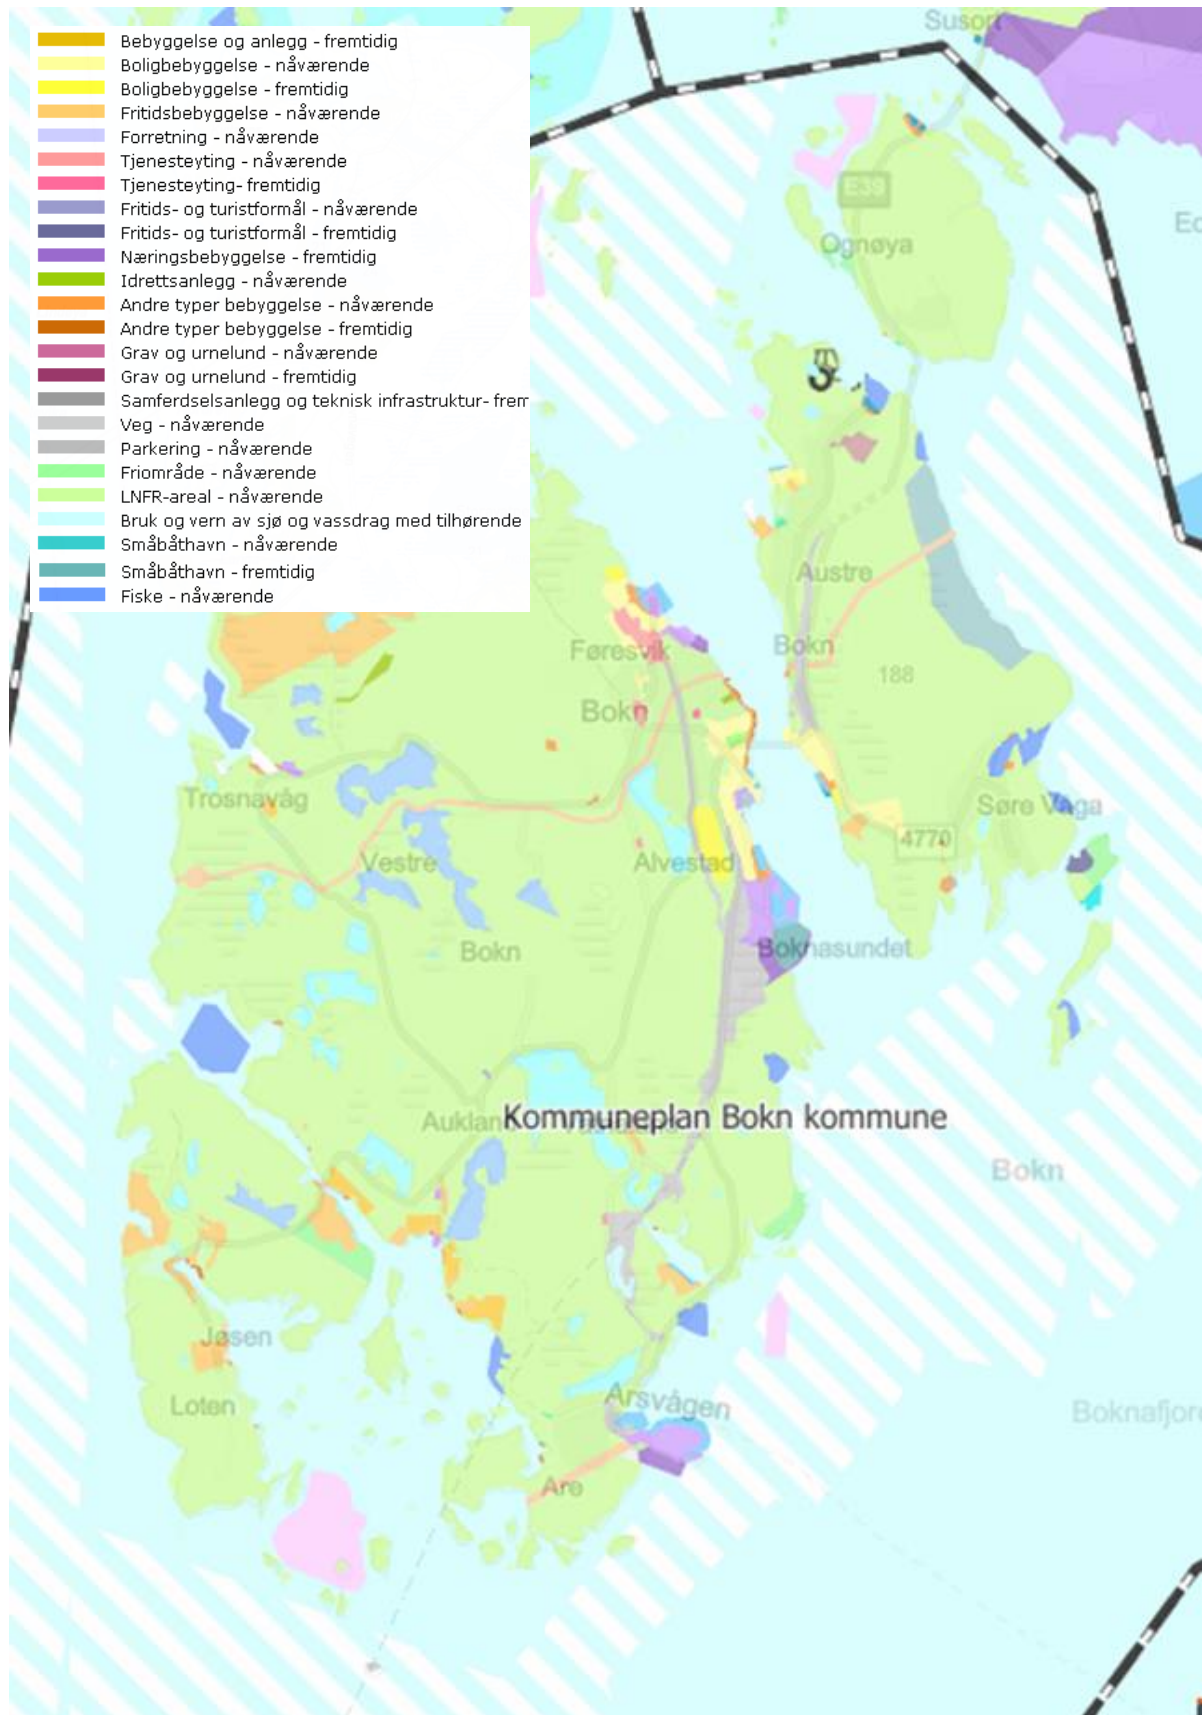 Bebyggelse og anlegg - fremtidig
Boligbebyggelse - nåværende
Boligbebyggelse - fremtidig
Fritidsbebyggelse - nåværende
Forretning - nåværende
Tjenesteyting - nåværende
Tjenesteyting- fremtidig
Fritids- og turistformål - nåværende
Fritids- og turistformål - fremtidig
Næringsbebyggelse - fremtidig
Idrettsanlegg - nåværende
Andre typer bebyggelse - nåværende
Andre typer bebyggelse - fremtidig
Grav og urnelund - nåværende
Grav og urnelund - fremtidig
Samferdselsanlegg og teknisk infrastruktur- frem
Veg - nåværende
Parkering - nåværende
Friområde - nåværende
LNFR-areal - nåværende
Bruk og vern av sjø og vassdrag med tilhørende
Småbåthavn - nåværende
Småbåthavn - fremtidig
Fiske - nåværende
Susort
E39
Ognøya
Austre
Bokn
188
Føresvik
Bokn
Trosnavåg
Vestre
Bokn
Alvestad
Søre Våga
4770
Boknasundet
Auklan
Kommuneplan Bokn kommune
Bokn
Jøsen
Loten
Arsvågen
Are
Boknafjor